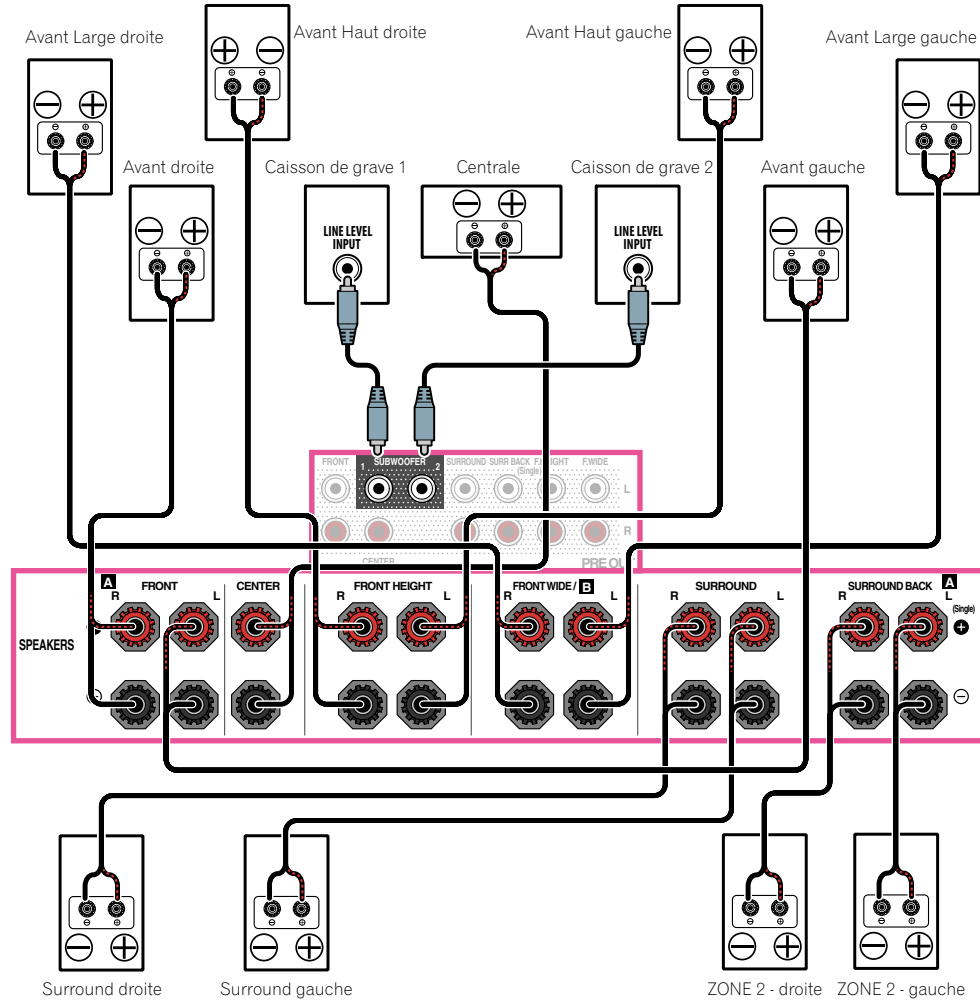 Avant Large droite
Avant Haut droite
Avant Haut gauche
Avant Large gauche
Avant droite
Caisson de grave 1
Centrale
Caisson de grave 2
Avant gauche
LINE LEVEL
INPUT
LINE LEVEL
INPUT
FRONT
1 SUBWOOFER 2
SURROUND
SURR BACK
(Single)
F.WIDE
L
R
CENTER
A
R FRONT L
CENTER
R FRONT HEIGHT L
R FRONT WIDE / B L
R SURROUND L
R SURROUND BACK A L
(Single)
SPEAKERS
Surround droite
Surround gauche
ZONE 2 - droite
ZONE 2 - gauche